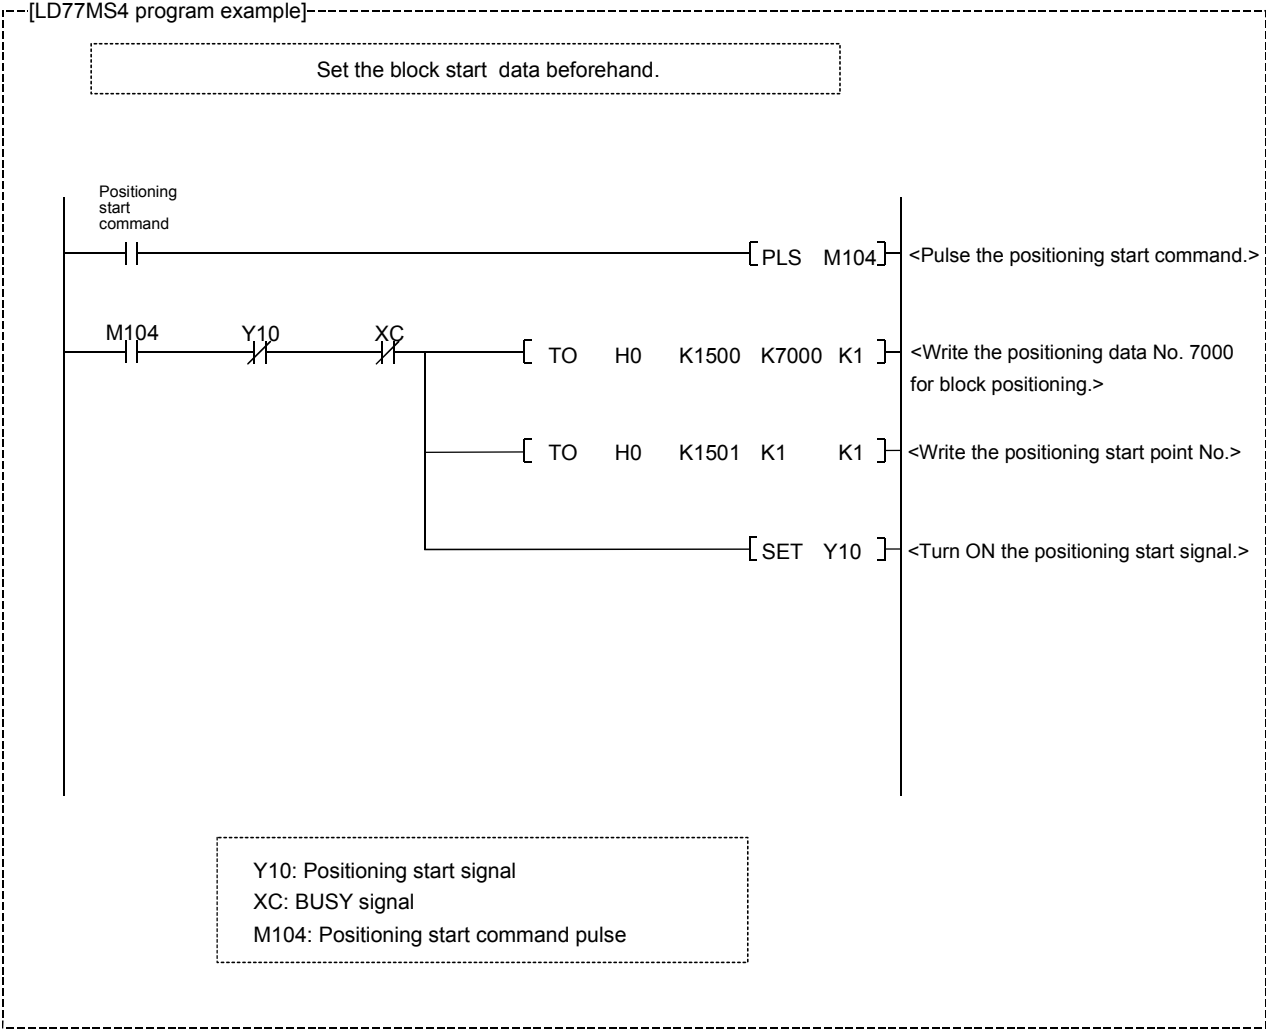 [LD77MS4 program example]
Set the block start data beforehand.
Positioning
start
command
PLS M104
<Pulse the positioning start command.>
M104 Y10 XC
TO H0 K1500 K7000 K1
<Write the positioning data No. 7000
for block positioning.>
TO H0 K1501 K1 K1
<Write the positioning start point No.>
SET Y10
<Turn ON the positioning start signal.>
Y10: Positioning start signal
XC: BUSY signal
M104: Positioning start command pulse